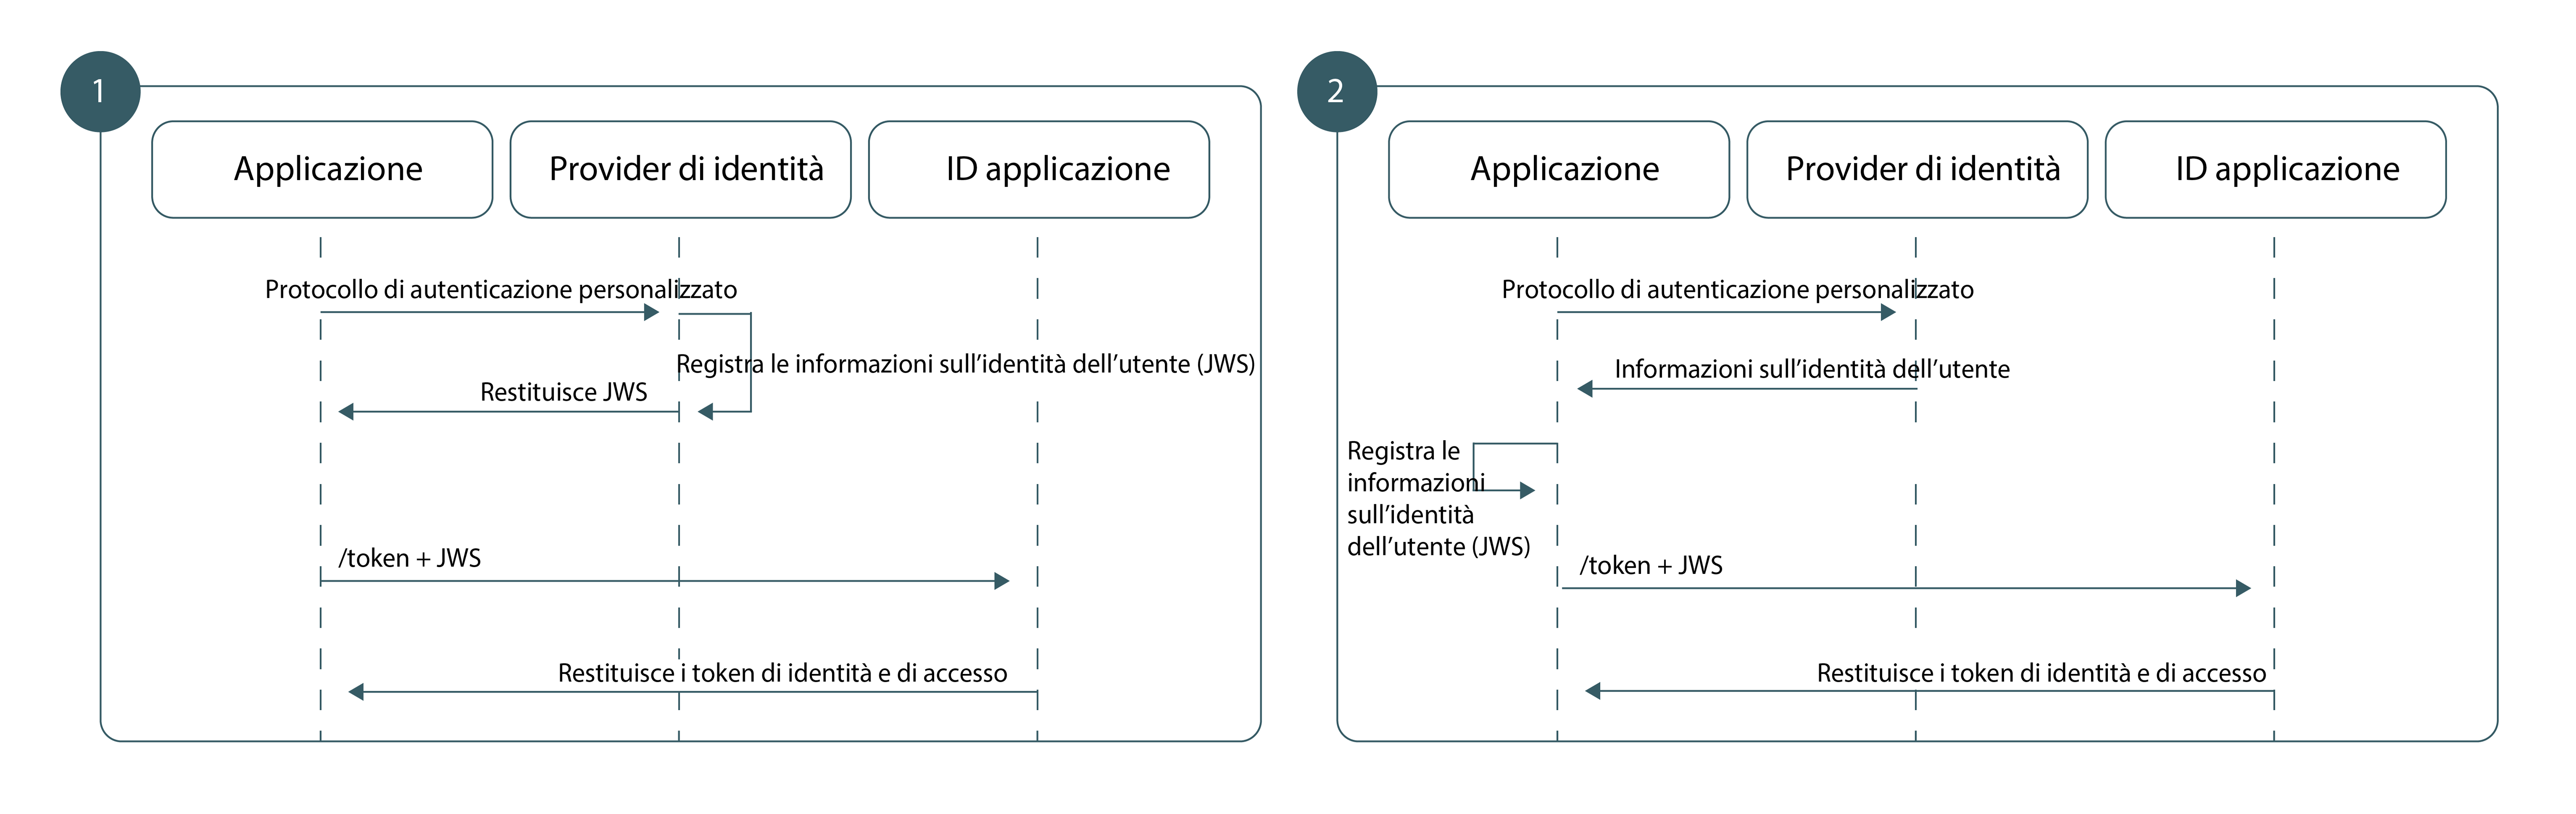 1
Applicazione
Provider di identità
ID applicazione
Protocollo di autenticazione personalizzato
Registra le informazioni sull’identità dell’utente (JWS)
Restituisce JWS
/token + JWS
Restituisce i token di identità e di accesso
2
Applicazione
Provider di identità
ID applicazione
Protocollo di autenticazione personalizzato
Informazioni sull’identità dell’utente
Registra le
informazioni
sull’identità
dell’utente (JWS)
/token + JWS
Restituisce i token di identità e di accesso